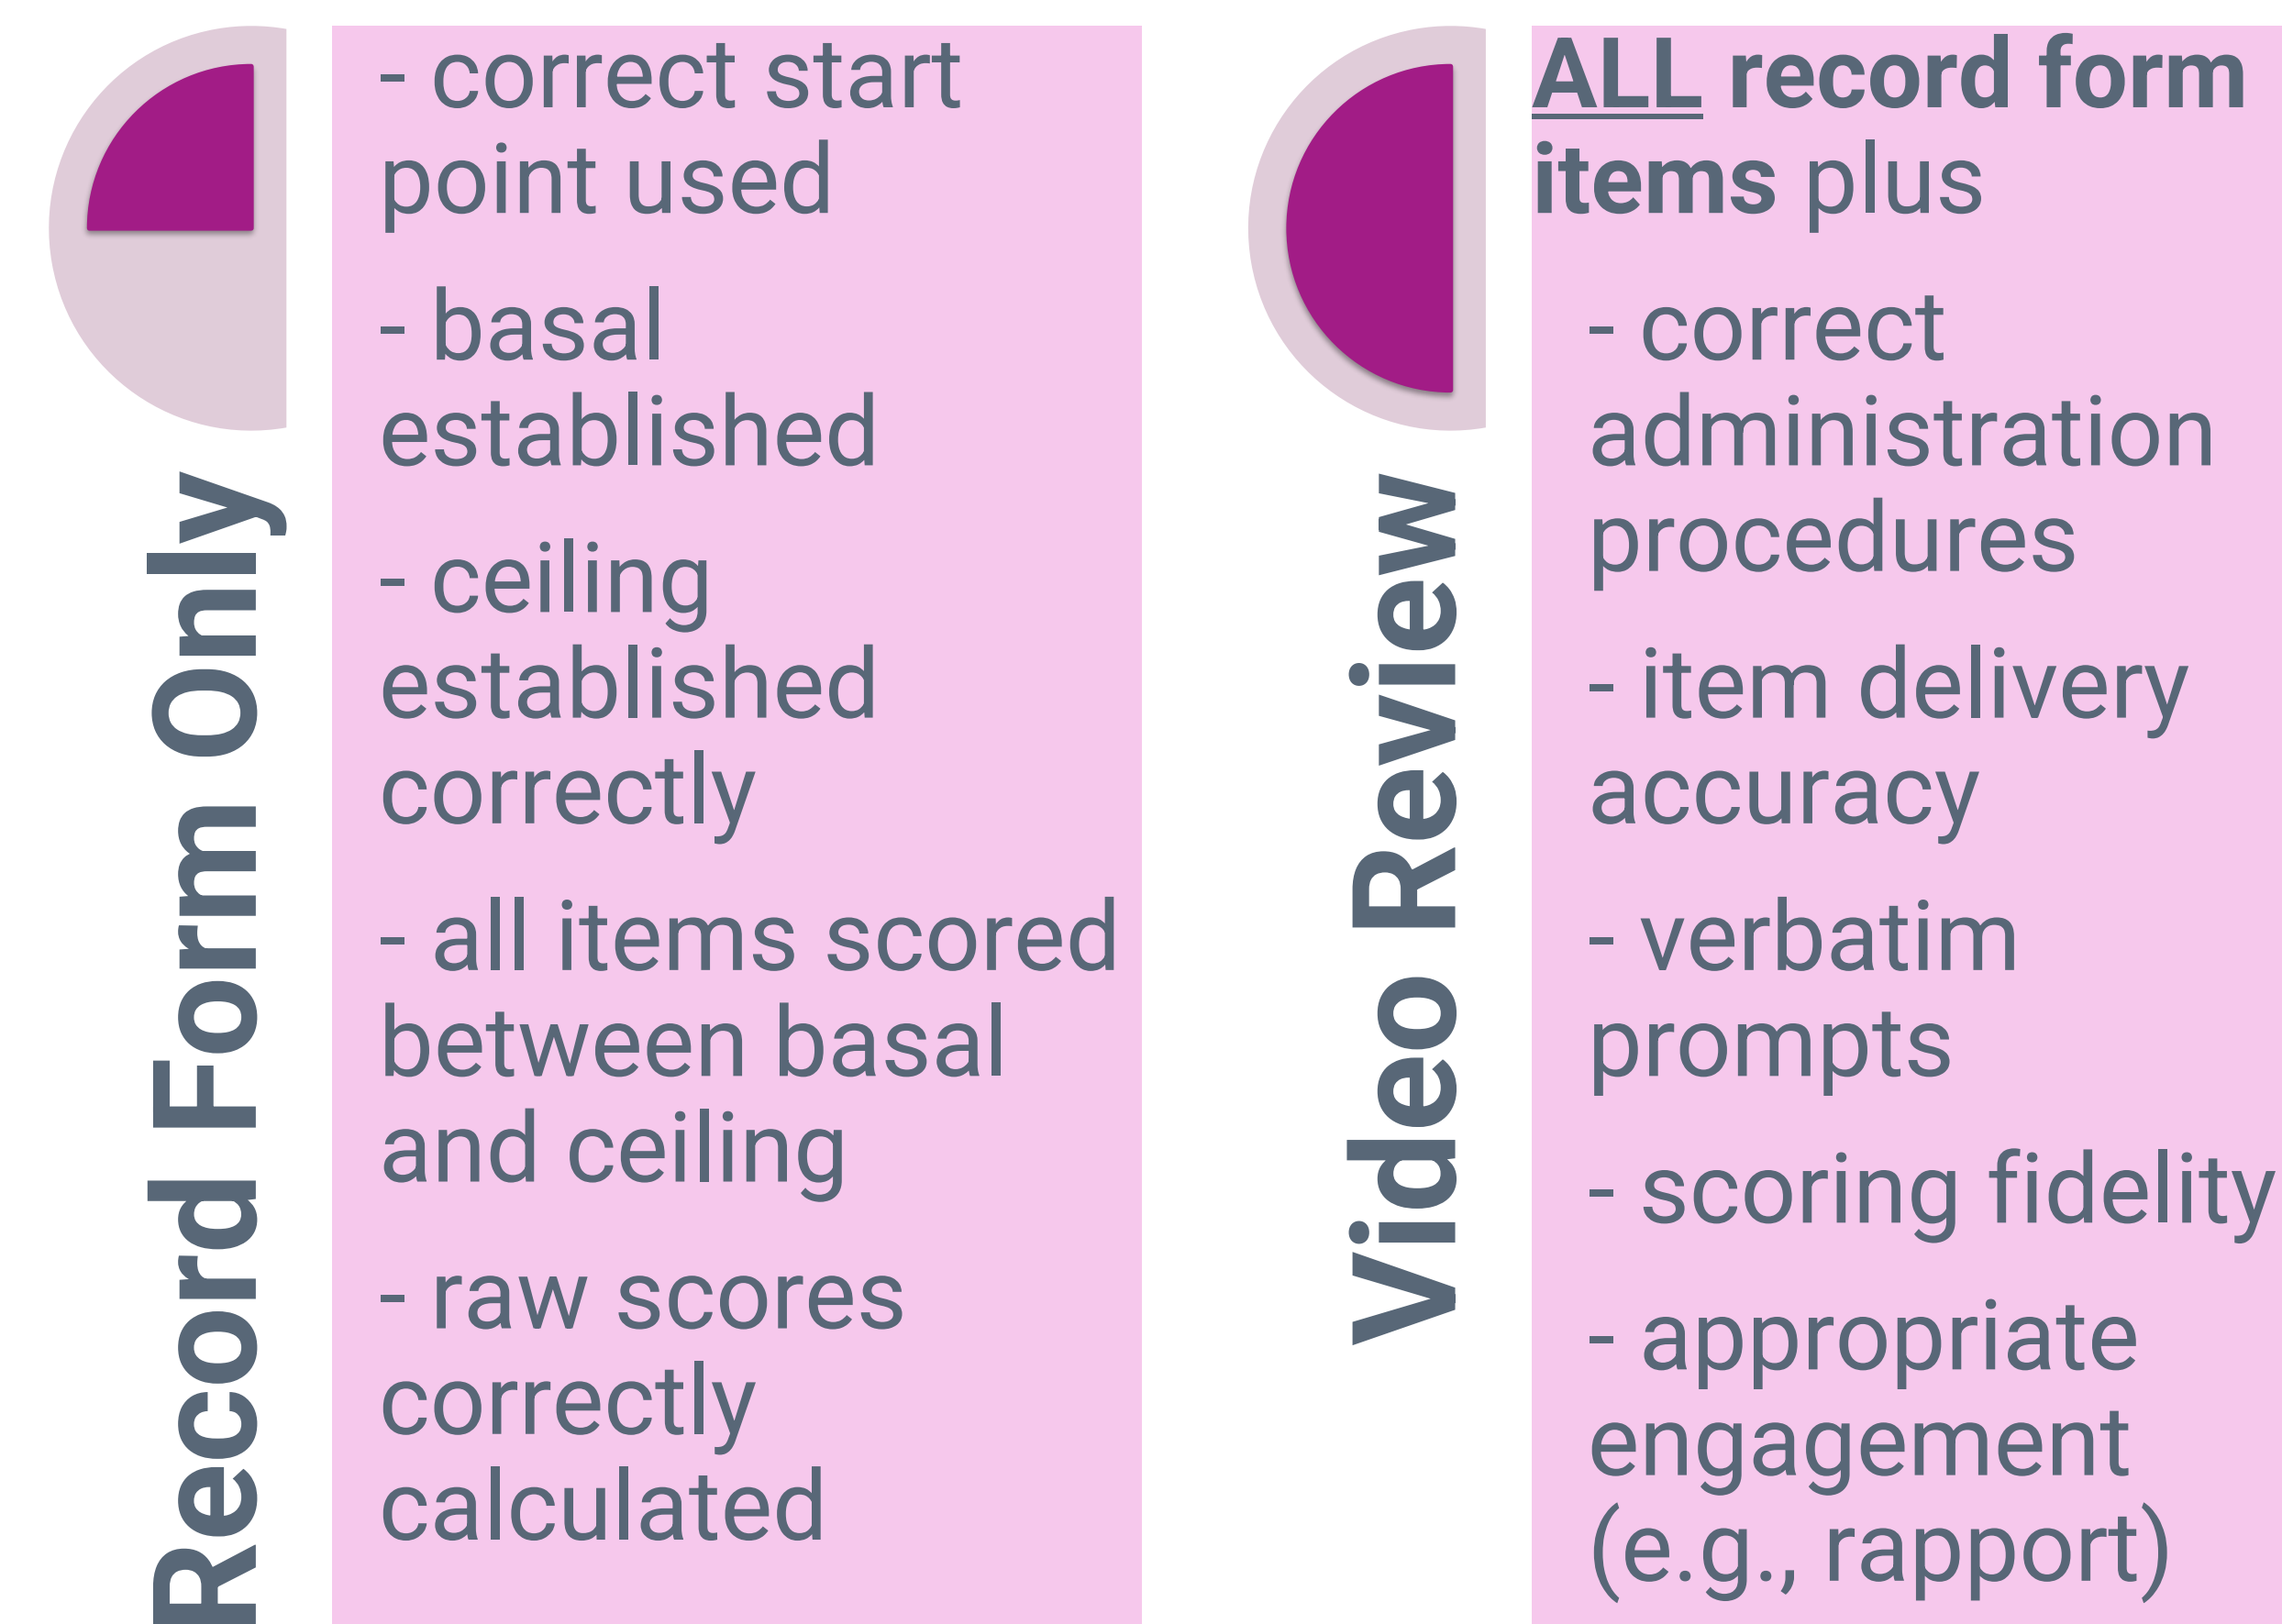 Record Form Only
- correct start
point used
- basal
established
- ceiling
established
correctly
- all items scored
between basal
and ceiling
- raw scores
correctly
calculated
Video Review
ALL record form
items plus
- correct
administration
procedures
- item delivery
accuracy
- verbatim
prompts
- scoring fidelity
- appropriate
engagement
(e.g., rapport)